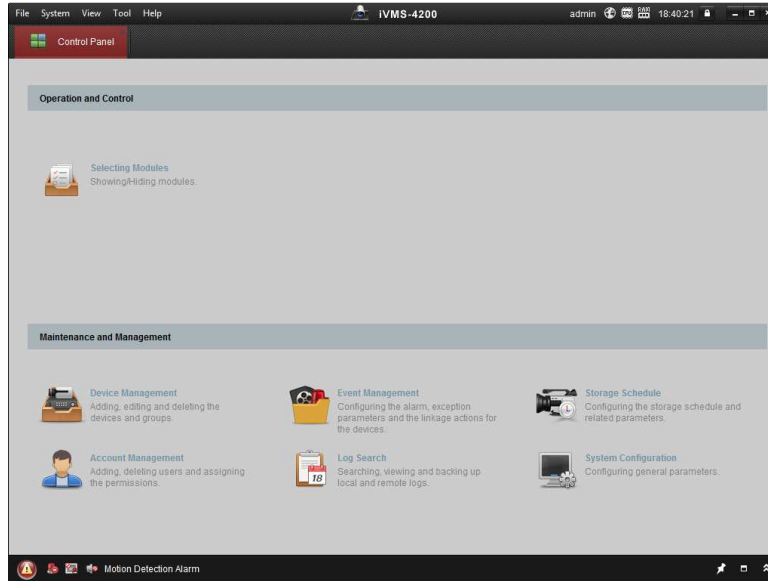 File System View Tool Help
iVMS-4200
admin 18:40:21
Control Panel
Operation and Control
Selecting Modules
Showing/Hiding modules.
Maintenance and Management
Device Management
Adding, editing and deleting the
devices and groups.
Event Management
Configuring the alarm, exception
parameters and the linkage actions for
the devices.
Storage Schedule
Configuring the storage schedule and
related parameters.
Account Management
Adding, deleting users and assigning
the permissions.
Log Search
Searching, viewing and backing up
local and remote logs.
18
System Configuration
Configuring general parameters.
Motion Detection Alarm